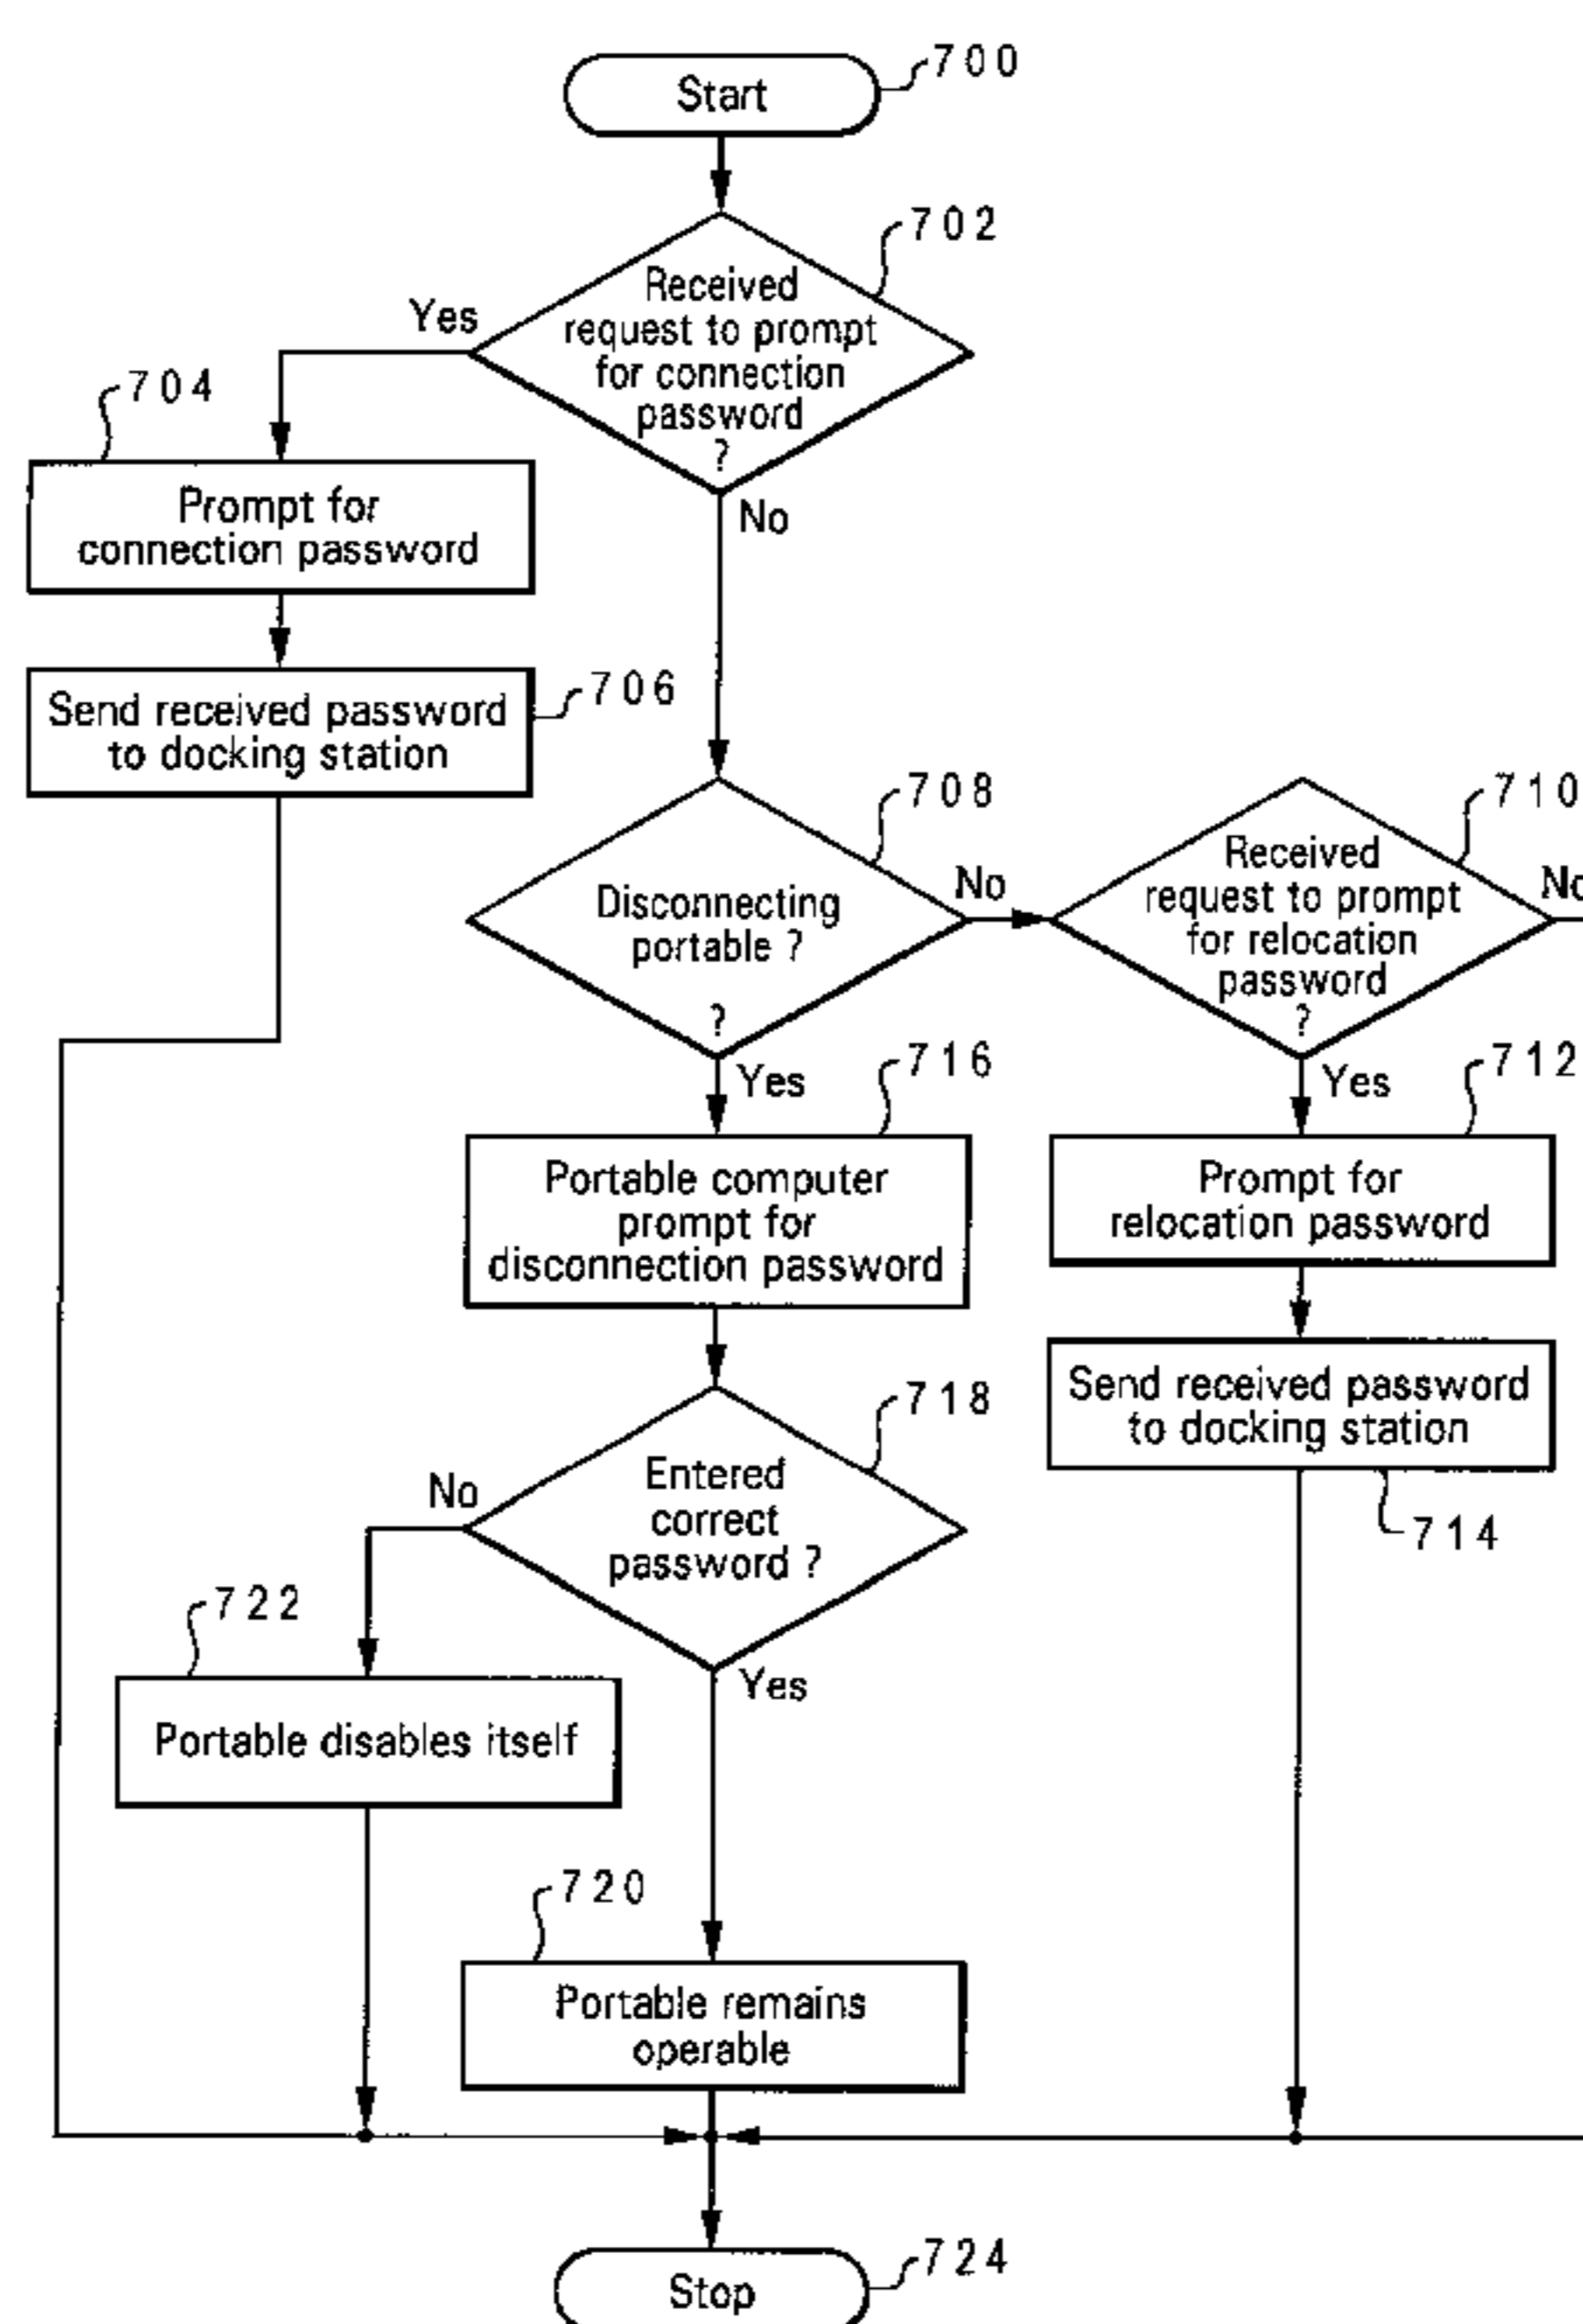 Start
700
702
Received
request to prompt
for connection
password
?
Yes
No
704
Prompt for
connection password
Send received password
to docking station
706
708
Disconnecting
portable ?
?
No
Yes
710
Received
request to prompt
for relocation
password
?
No
Yes
716
Portable computer
prompt for
disconnection password
712
Prompt for
relocation password
Send received password
to docking station
714
718
Entered
correct
password ?
No
Yes
722
Portable disables itself
720
Portable remains
operable
Stop
724